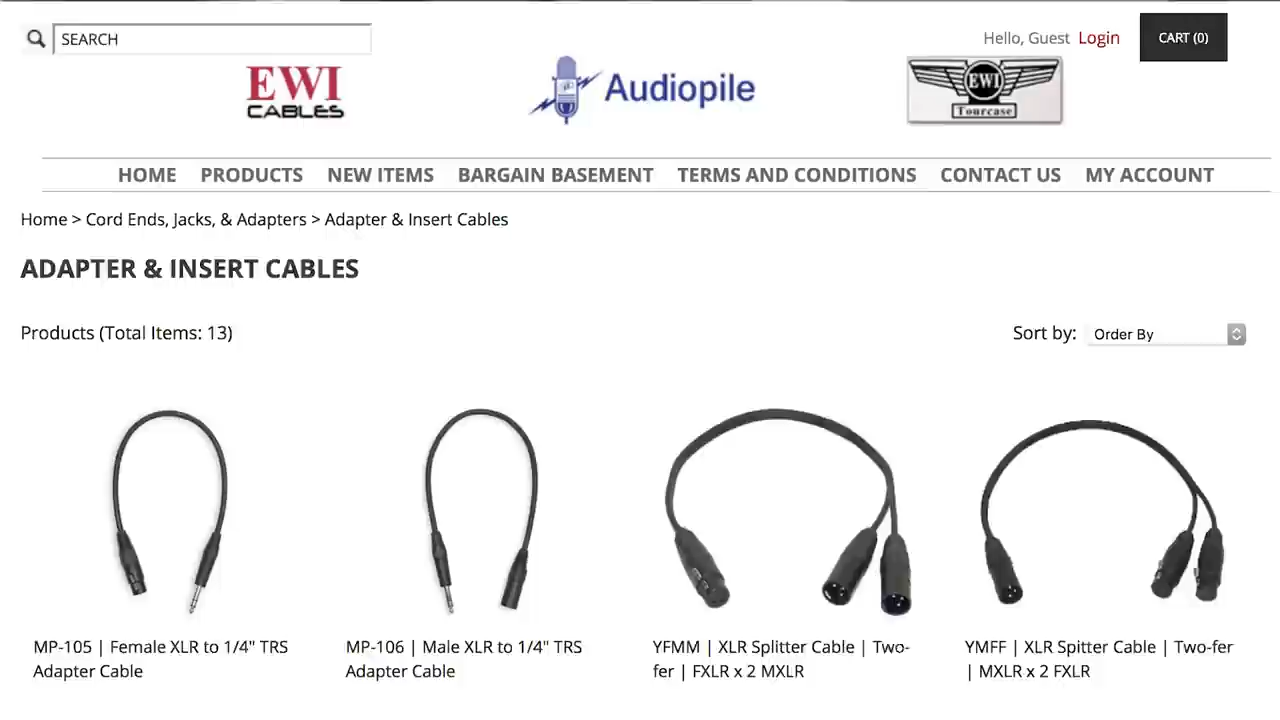 SEARCH
Hello, Guest Login
CART (0)
EWI
CABLES
Audiopile
EWI
Tourcase
HOME PRODUCTS NEW ITEMS BARGAIN BASEMENT TERMS AND CONDITIONS CONTACT US MY ACCOUNT
Home > Cord Ends, Jacks, & Adapters > Adapter & Insert Cables
ADAPTER & INSERT CABLES
Products (Total Items: 13)
Sort by: Order By
MP-105 | Female XLR to 1/4" TRS
Adapter Cable
MP-106 | Male XLR to 1/4" TRS
Adapter Cable
YFMM | XLR Splitter Cable | Two-
fer | FXLR x 2 MXLR
YMFF | XLR Spitter Cable | Two-fer
| MXLR x 2 FXLR